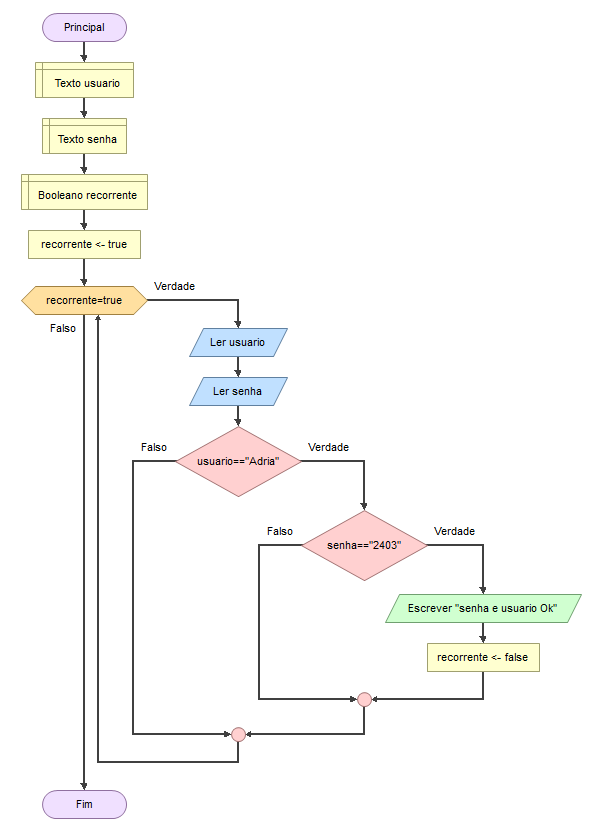 Principal
Texto usuario
Texto senha
Booleano recorrente
recorrente <- true
recorrente=true
Verdade
Falso
Ler usuario
Ler senha
Falso
usuario=="Adria"
Verdade
Falso
senha=="2403"
Verdade
Escrever "senha e usuario Ok"
recorrente <- false
Fim